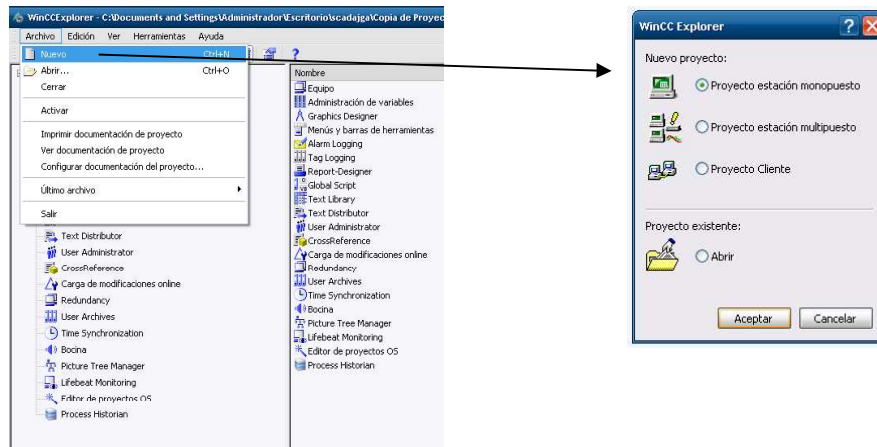 WinCCExplorer - C:\Documents and Settings\Administrador\Escritorio\scadajga\Copia de Proyec
Archivo Edición Ver Herramientas Ayuda
Nuevo Ctrl+N
Abrir... Ctrl+O
Cerrar
Activar
Imprimir documentación de proyecto
Ver documentación de proyecto
Configurar documentación del proyecto...
Último archivo
Salir
Text Distributor
User Administrator
CrossReference
Carga de modificaciones online
Redundancy
User Archives
Time Synchronization
Bocina
Picture Tree Manager
Lifebeat Monitoring
Editor de proyectos OS
Process Historian
Nombre
Equipo
Administración de variables
Graphics Designer
Menús y barras de herramientas
Alarm Logging
Tag Logging
Report-Designer
Global Script
Text Library
Text Distributor
User Administrator
CrossReference
Carga de modificaciones online
Redundancy
User Archives
Time Synchronization
Bocina
Picture Tree Manager
Lifebeat Monitoring
Editor de proyectos OS
Process Historian
WinCC Explorer
Nuevo proyecto:
Proyecto estación monopuesto
Proyecto estación multipuesto
Proyecto Cliente
Proyecto existente:
Abrir
Aceptar Cancelar